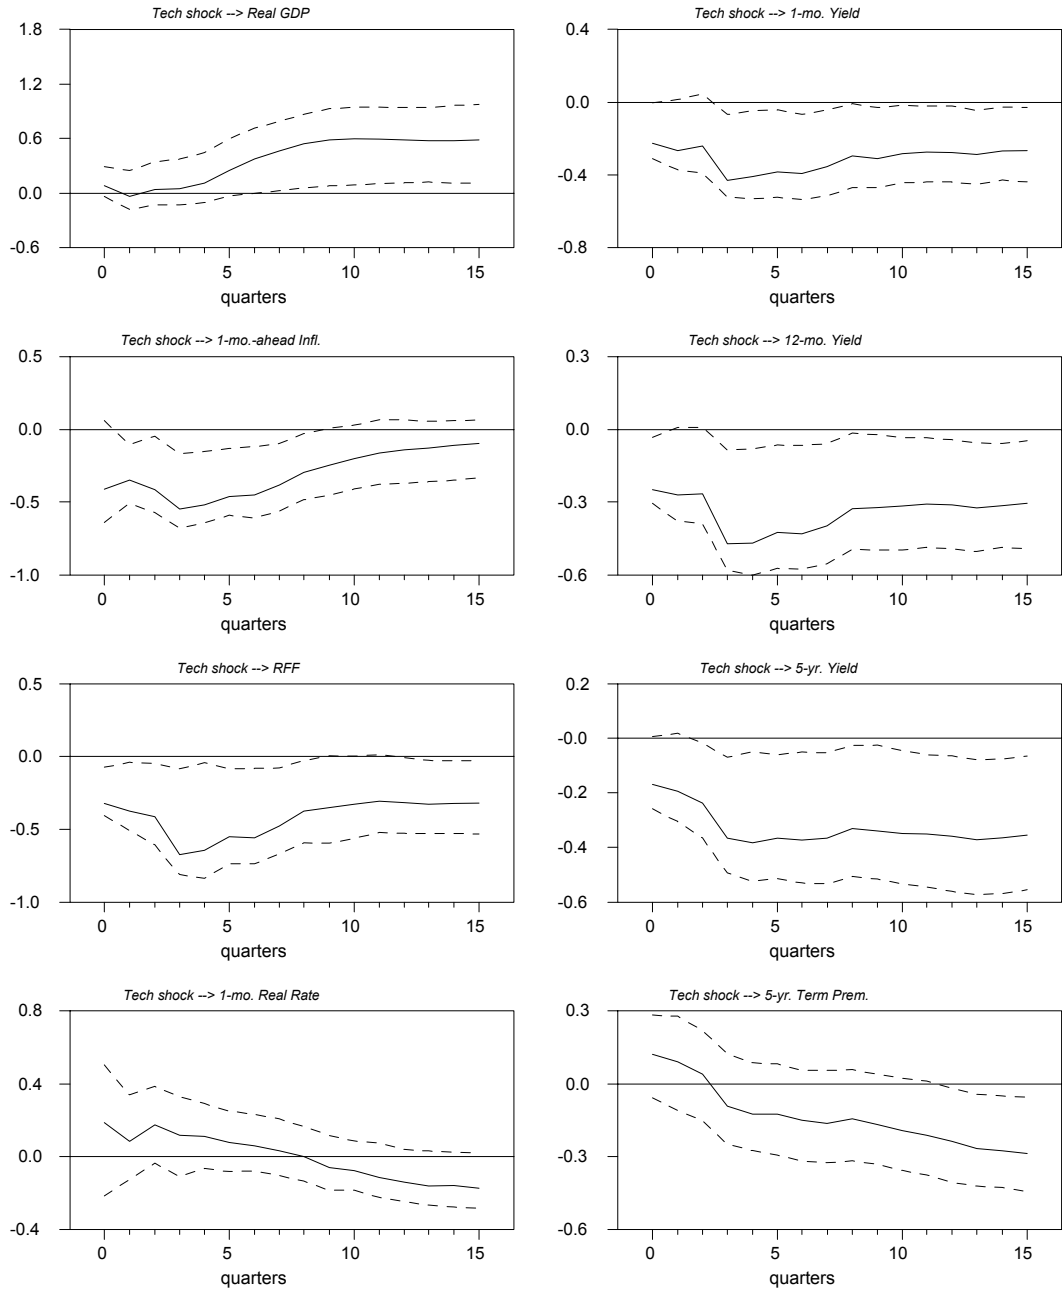 Tech shock --> Real GDP
1.8
1.2
0.6
0.0
-0.6
0 5 10 15
quarters
Tech shock --> 1-mo. Yield
0.4
0.0
-0.4
-0.8
0 5 10 15
quarters
Tech shock --> 1-mo.-ahead Infl.
0.5
0.0
-0.5
-1.0
0 5 10 15
quarters
Tech shock --> 12-mo. Yield
0.3
0.0
-0.3
-0.6
0 5 10 15
quarters
Tech shock --> RFF
0.5
0.0
-0.5
-1.0
0 5 10 15
quarters
Tech shock --> 5-yr. Yield
0.2
-0.0
-0.2
-0.4
-0.6
0 5 10 15
quarters
Tech shock --> 1-mo. Real Rate
0.8
0.4
0.0
-0.4
0 5 10 15
quarters
Tech shock --> 5-yr. Term Prem.
0.3
0.0
-0.3
-0.6
0 5 10 15
quarters